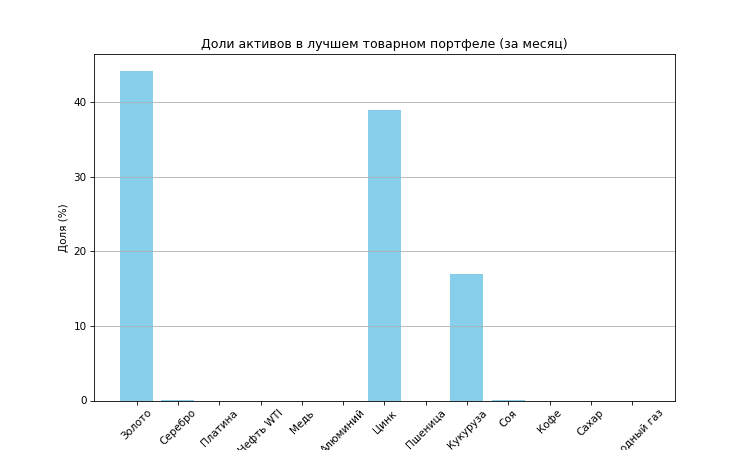 Доли активов в лучшем товарном портфеле (за месяц)
Доля (%)
40
30
20
10
0
Золото
Серебро
Платина
Нефть WTI
Медь
Алюминий
Цинк
Пшеница
Кукуруза
Соя
Кофе
Сахар
газ